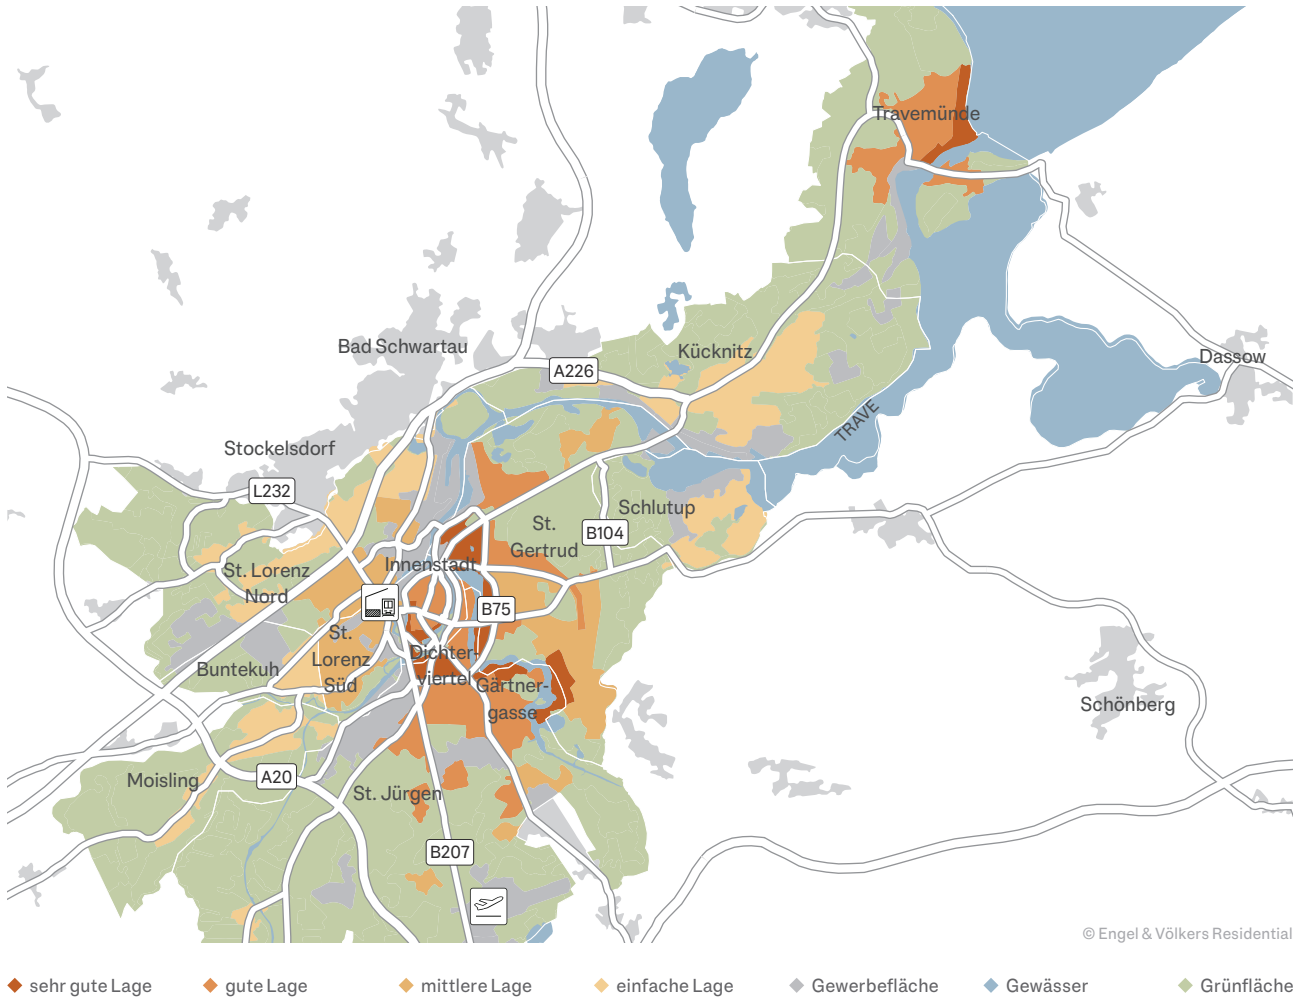 Travemünde
Bad Schwartau
A226
Kücknitz
Dassow
TRAVE
Stockelsdorf
L232
Schlutup
St.
Gertrud
B104
St. Lorenz
Nord
Innenstadt
B75
St.
Lorenz
Süd
Buntekuh
Dichter-
viertel
Gärtner-
gasse
Schönberg
Moisling
A20
St. Jürgen
B207
© Engel & Völkers Residential
sehr gute Lage
gute Lage
mittlere Lage
einfache Lage
Gewerbefläche
Gewässer
Grünfläche